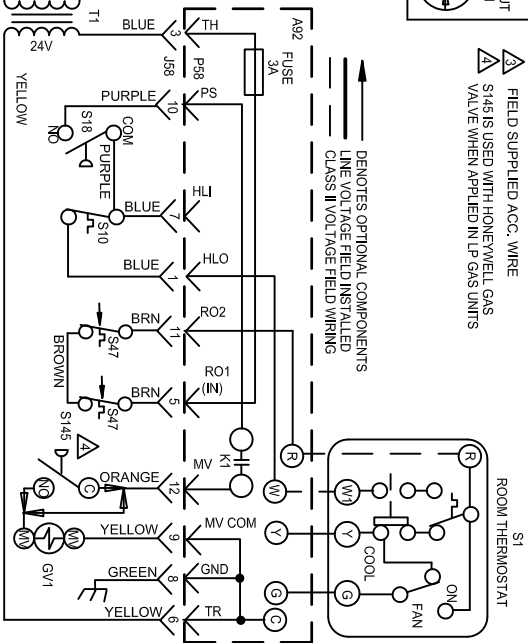 UT
3 FIELD SUPPLIED ACC. WIRE
4 S145 IS USED WITH HONEYWELL GAS
VALVE WHEN APPLIED IN LP GAS UNITS
DENOTES OPTIONAL COMPONENTS
LINE VOLTAGE FIELD INSTALLED
CLASS II VOLTAGE FIELD WIRING
T1
24V
BLUE
3
TH
A92
FUSE
3A
J58
P58
YELLOW
PURPLE
10
PS
S18
NO
COM
PURPLE
BLUE
7
HLI
S10
BLUE
1
HLO
BRN
11
RO2
S47
BROWN
BRN
5
RO1
(IN)
S47
S145
4
NO
C
ORANGE
12
MV
K1
MV
MV
GV1
YELLOW
9
MV COM
GREEN
8
GND
YELLOW
6
TR
R
W
Y
G
C
S1
ROOM THERMOSTAT
R
W1
Y
G
COOL
FAN
ON